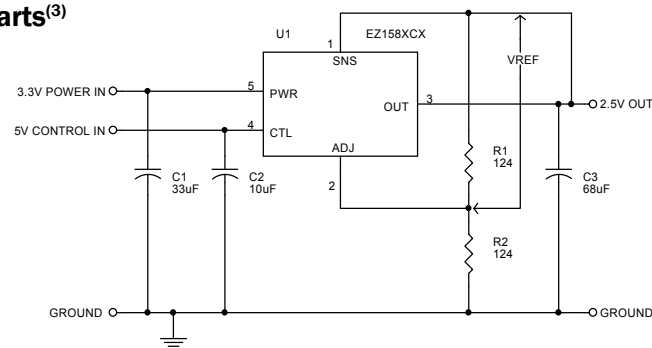 arts(3)
U1 EZ158XCX
1
SNS
VREF
3.3V POWER IN
5
PWR
OUT
3
2.5V OUT
5V CONTROL IN
4
CTL
ADJ
R1
124
C1
33uF
C2
10uF
2
C3
68uF
R2
124
GROUND
GROUND